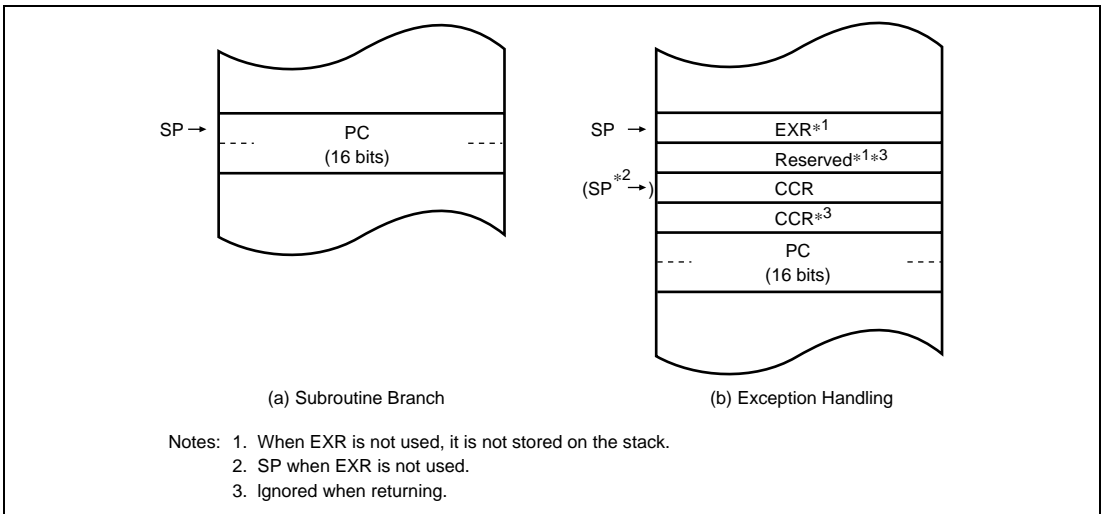 SP →
PC
(16 bits)
(a) Subroutine Branch
SP →
EXR*1
Reserved*1*3
(SP*2 →)
CCR
CCR*3
PC
(16 bits)
(b) Exception Handling
Notes: 1. When EXR is not used, it is not stored on the stack.
2. SP when EXR is not used.
3. Ignored when returning.